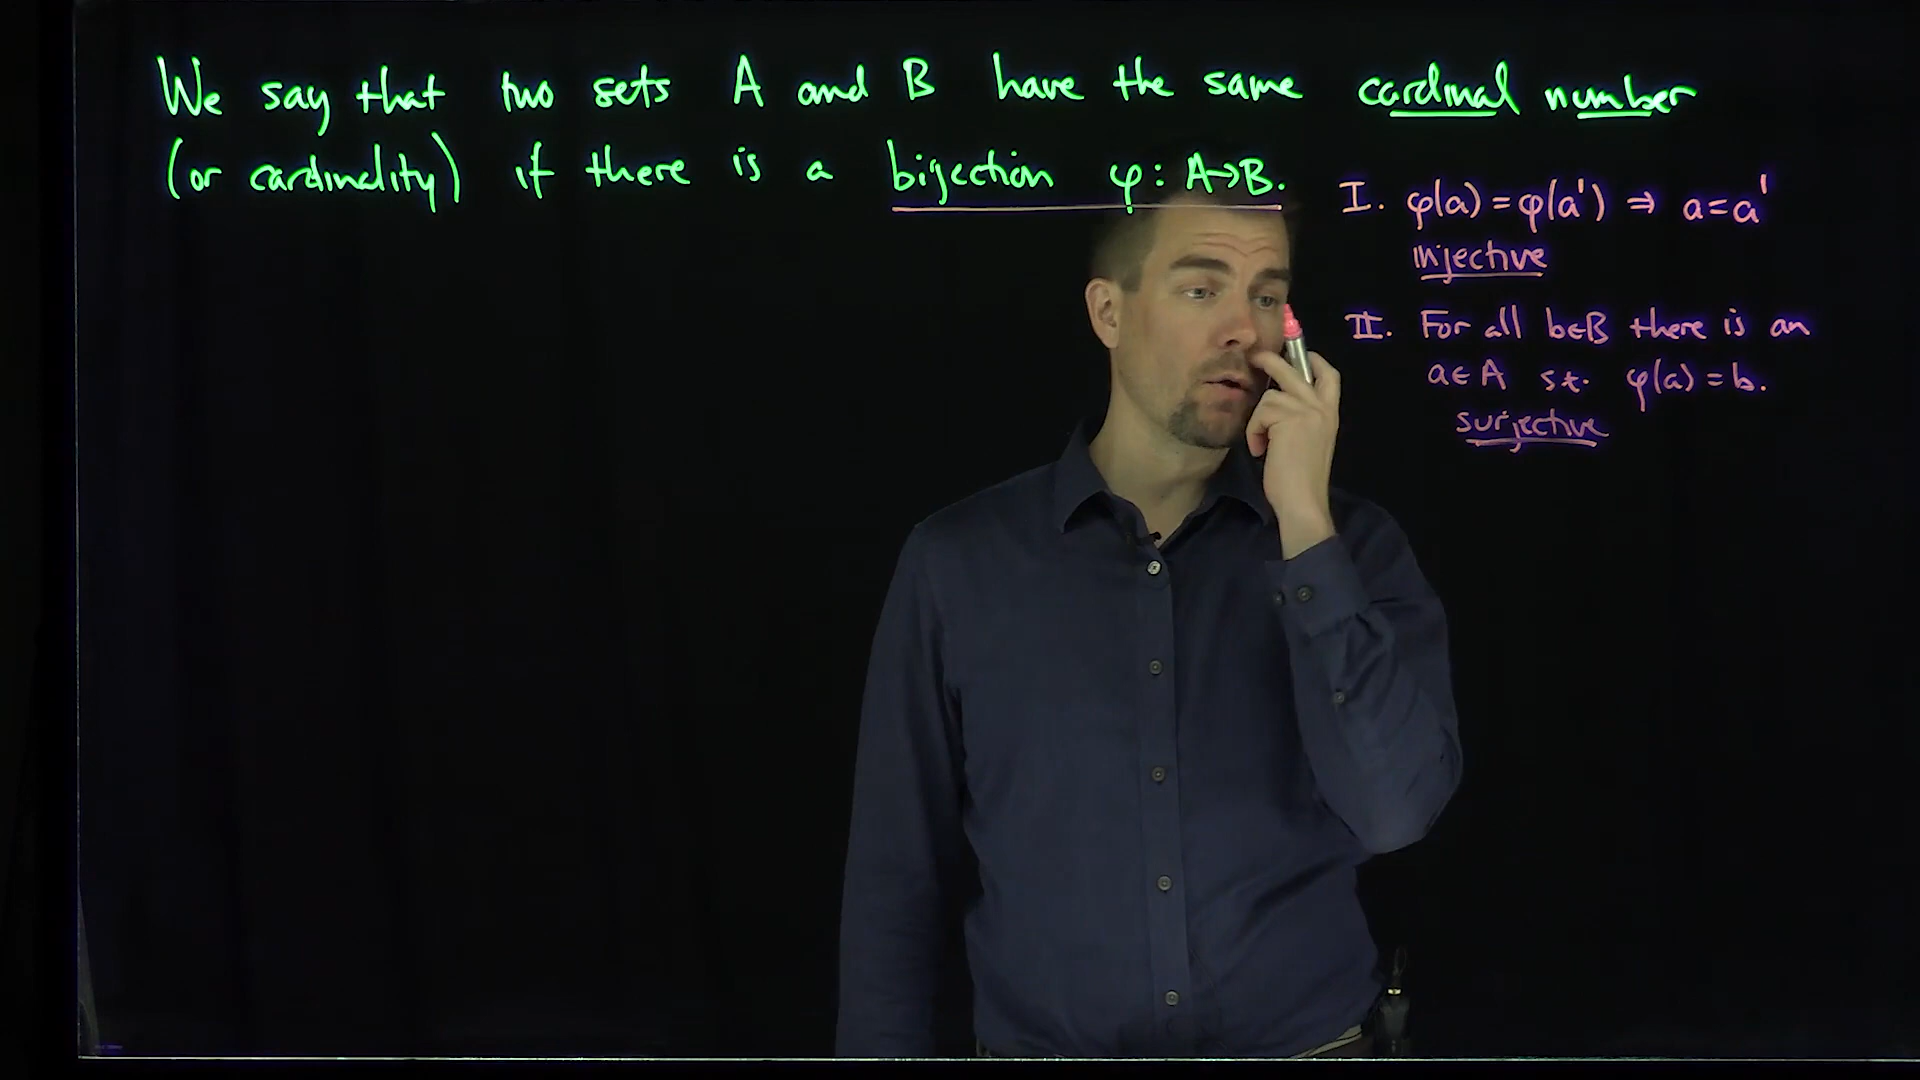 We say that two sets A and B have the same cardinal number
(or cardinality) if there is a bijection φ: A→B.
I. φ(a) = φ(a') ⇒ a = a'
injective
II. For all b∈B there is an
a∈A s.t. φ(a) = b.
surjective